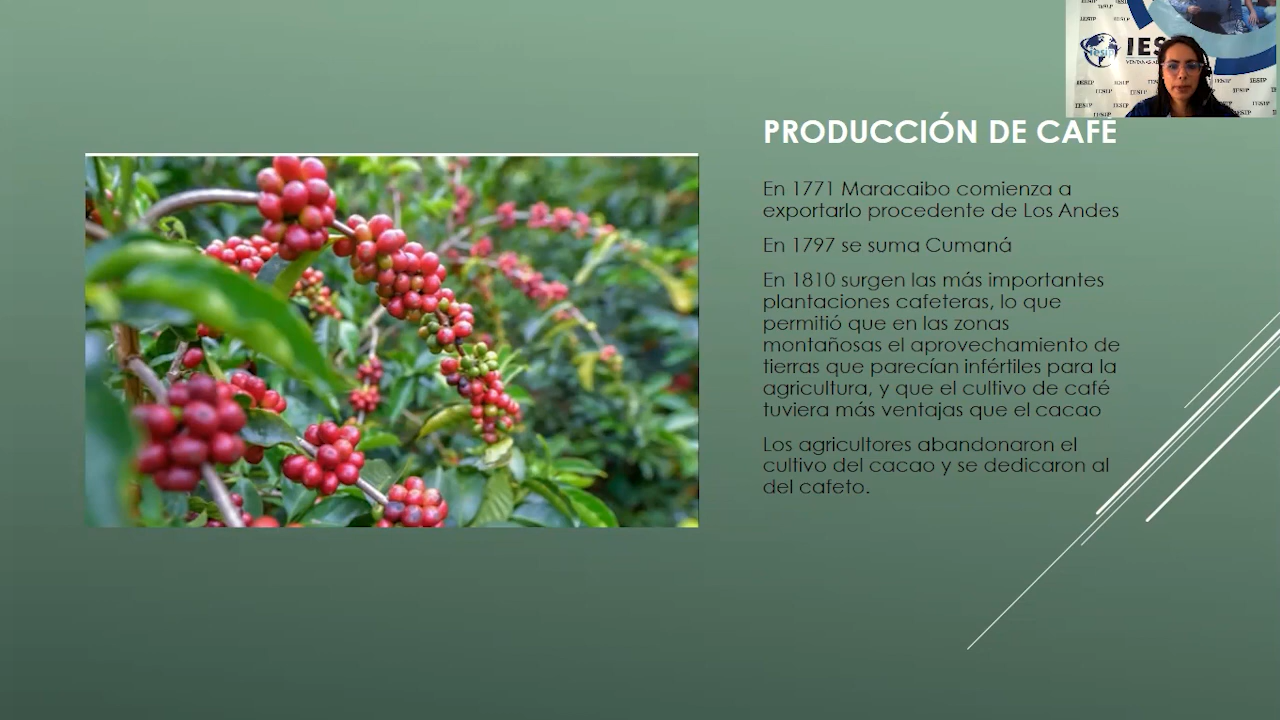 IESIP
PRODUCCIÓN DE CAFÉ
En 1771 Maracaibo comienza a
exportarlo procedente de Los Andes
En 1797 se suma Cumaná
En 1810 surgen las más importantes
plantaciones cafeteras, lo que
permitió que en las zonas
montañosas el aprovechamiento de
tierras que parecían infértiles para la
agricultura, y que el cultivo de café
tuviera más ventajas que el cacao
Los agricultores abandonaron el
cultivo del cacao y se dedicaron al
del cafeto.